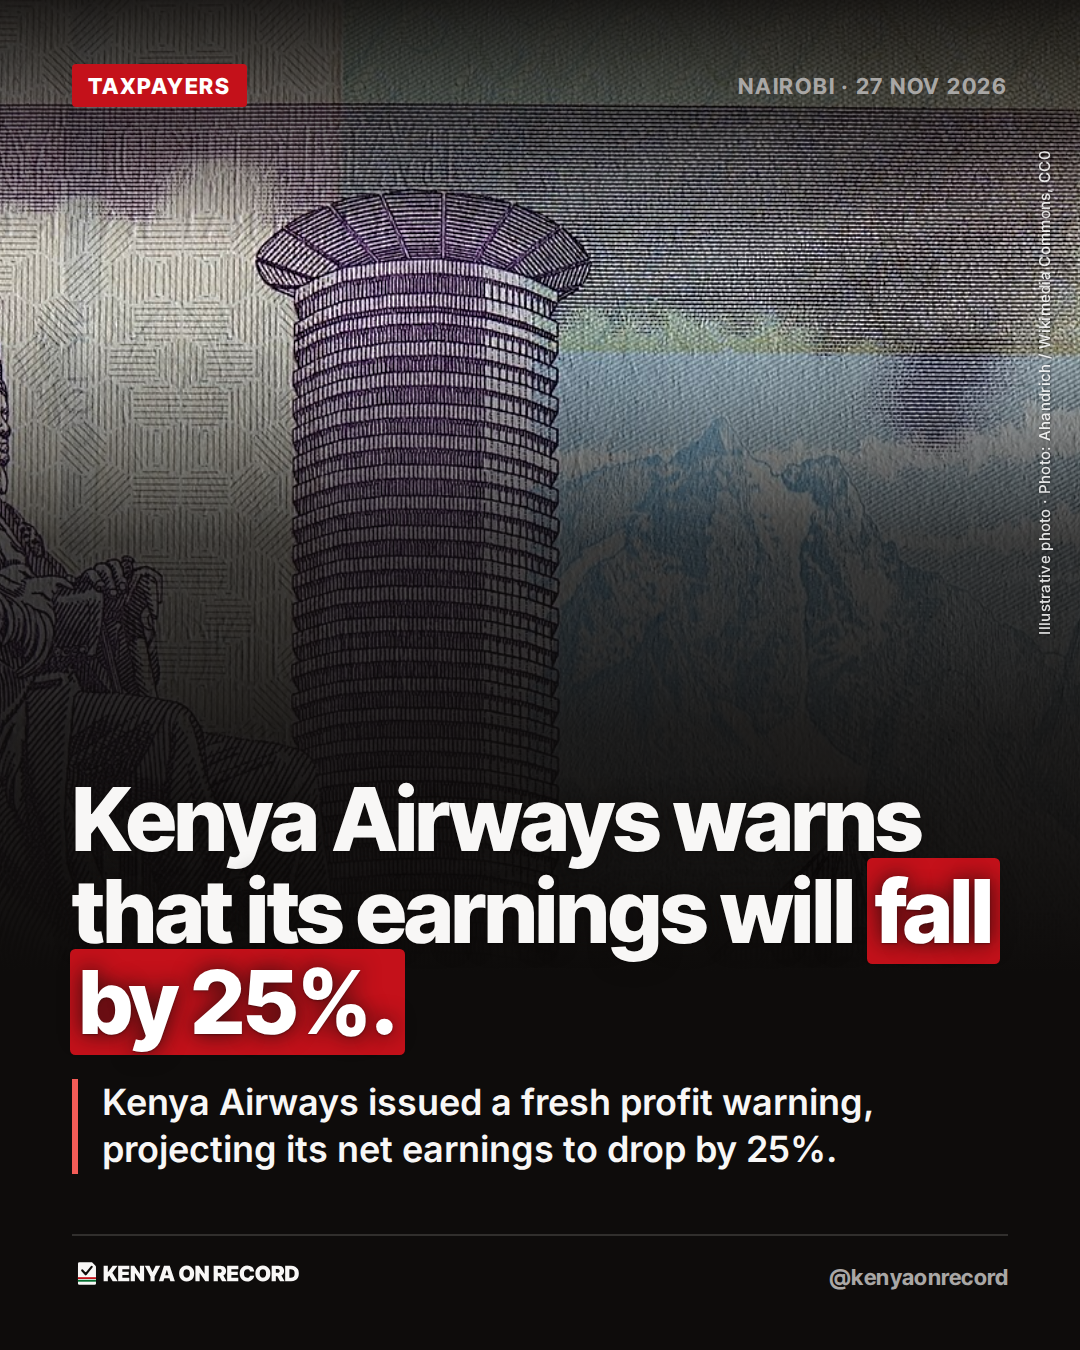 TAXPAYERS
NAIROBI · 27 NOV 2026
Illustrative photo · Photo: Ahandrich / Wikimedia Commons, CC0
Kenya Airways warns
that its earnings will fall
by 25%.
Kenya Airways issued a fresh profit warning,
projecting its net earnings to drop by 25%.
KENYA ON RECORD
@kenyaonrecord